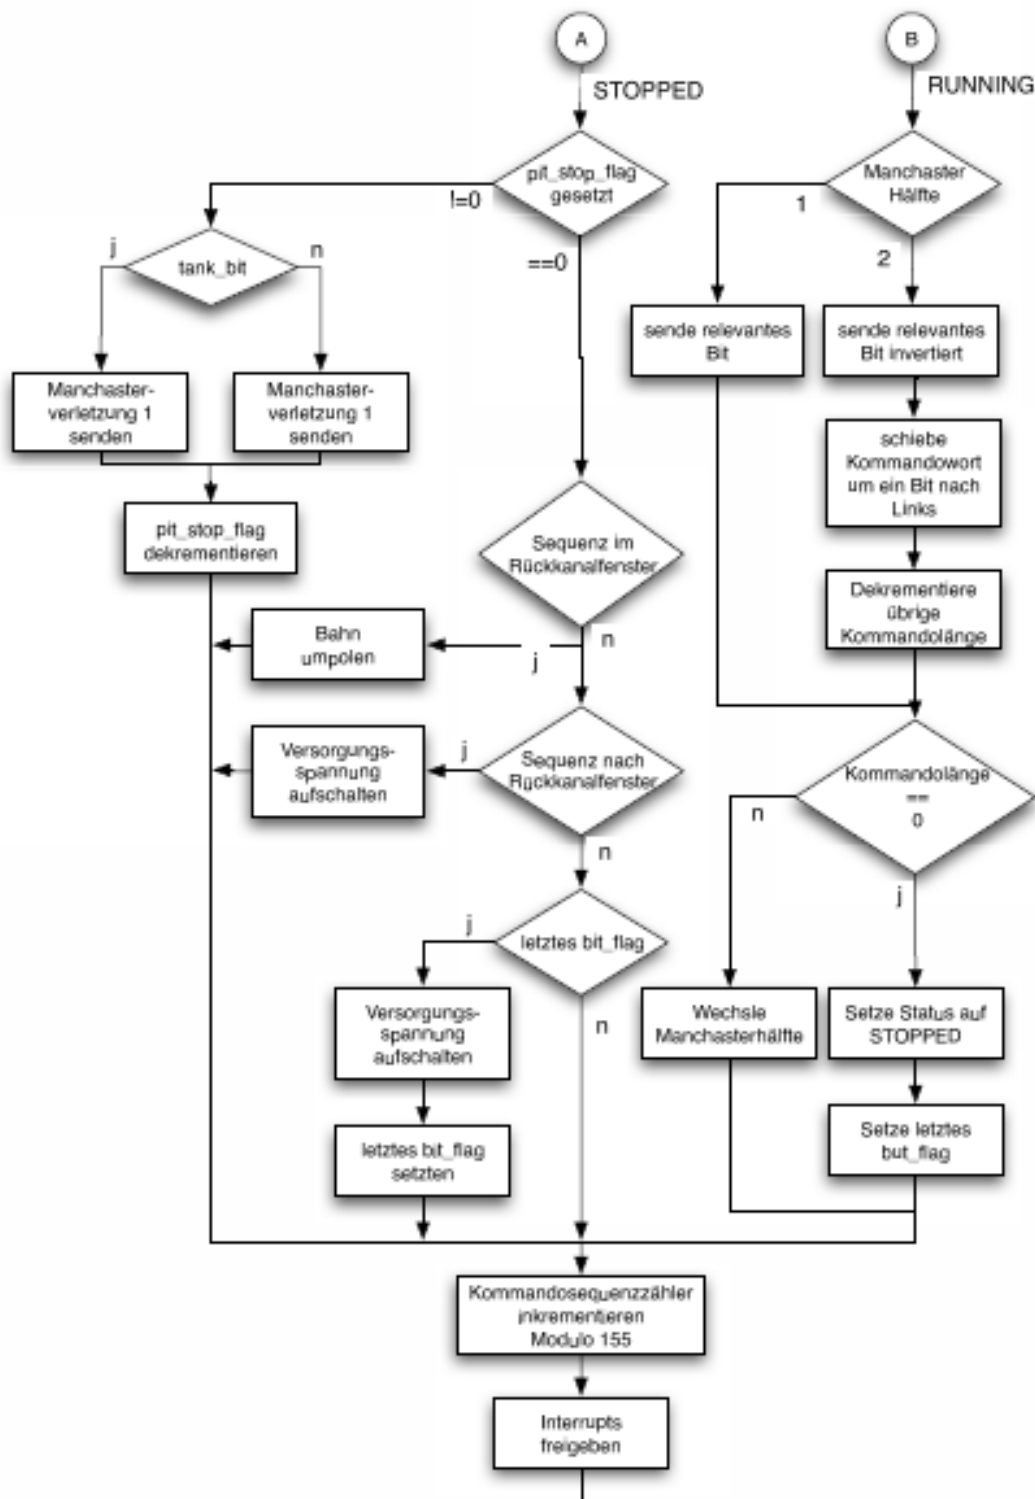 A
B
STOPPED
RUNNING
pit_stop_flag
gesetzt
!=0
==0
Manchaster
Hälfte
1
2
j
tank_bit
n
sende relevantes
Bit
sende relevantes
Bit invertiert
Manchaster-
verletzung 1
senden
Manchaster-
verletzung 1
senden
schiebe
Kommandowort
um ein Bit nach
Links
pit_stop_flag
dekrementieren
Sequenz im
Rückkanalfenster
Dekrementiere
übrige
Kommandolänge
Bahn
umpolen
j
n
Versorgungs-
spannung
aufschalten
j
Sequenz nach
Rückkanalfenster
n
Kommandolänge
==
0
n
j
j
letztes bit_flag
n
Versorgungs-
spannung
aufschalten
Wechsle
Manchasterhälfte
Setze Status auf
STOPPED
letztes bit_flag
setzten
Setze letztes
but_flag
Kommandosequenzzähler
inkrementieren
Modulo 155
Interrupts
freigeben